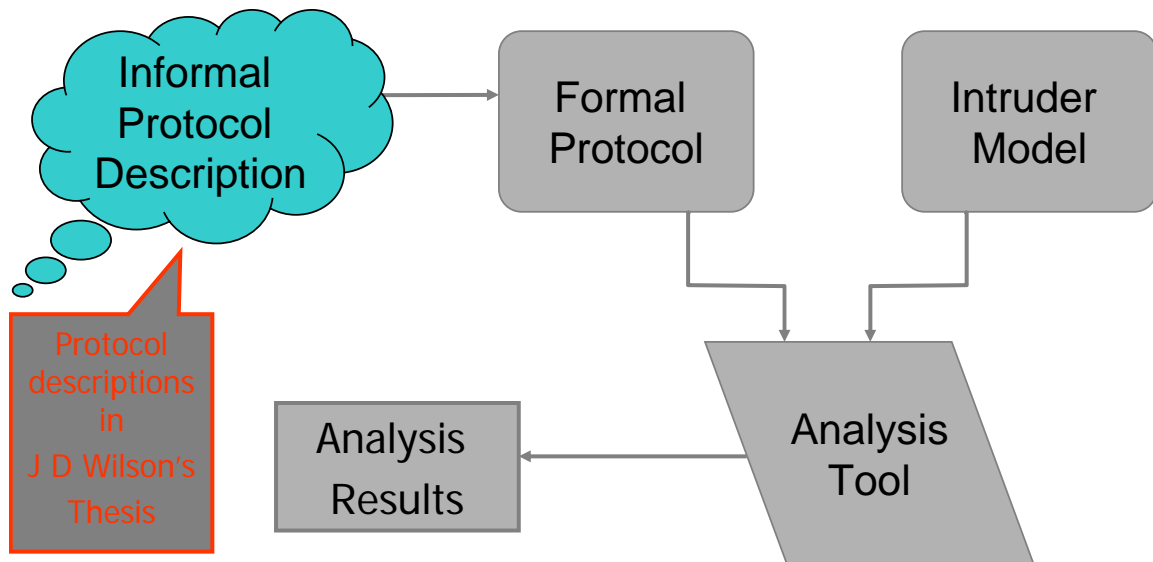 Informal
Protocol
Description
Formal
Protocol
Intruder
Model
Protocol
descriptions
in
J D Wilson's
Thesis
Analysis
Results
Analysis
Tool